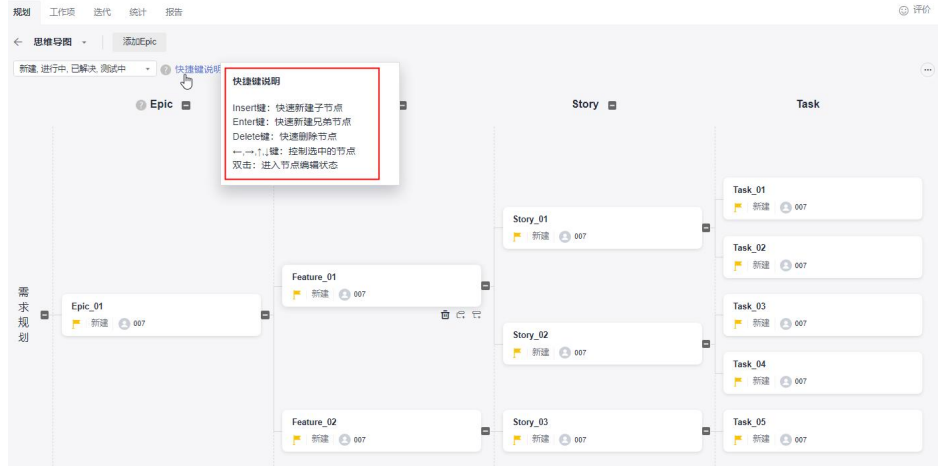 规划 工作项 迭代 统计 报告 评价
思维导图 添加Epic
新建, 进行中, 已解决, 测试中 快捷键说明
快捷键说明
Insert键：快速新建子节点
Enter键：快速新建兄弟节点
Delete键：快速删除节点
←,→,↑,↓键：控制选中的节点
双击：进入节点编辑状态
Epic Story Task
需求规划
Epic_01
新建 007
Feature_01
新建 007
Feature_02
新建 007
Story_01
新建 007
Story_02
新建 007
Story_03
新建 007
Task_01
新建 007
Task_02
新建 007
Task_03
新建 007
Task_04
新建 007
Task_05
新建 007